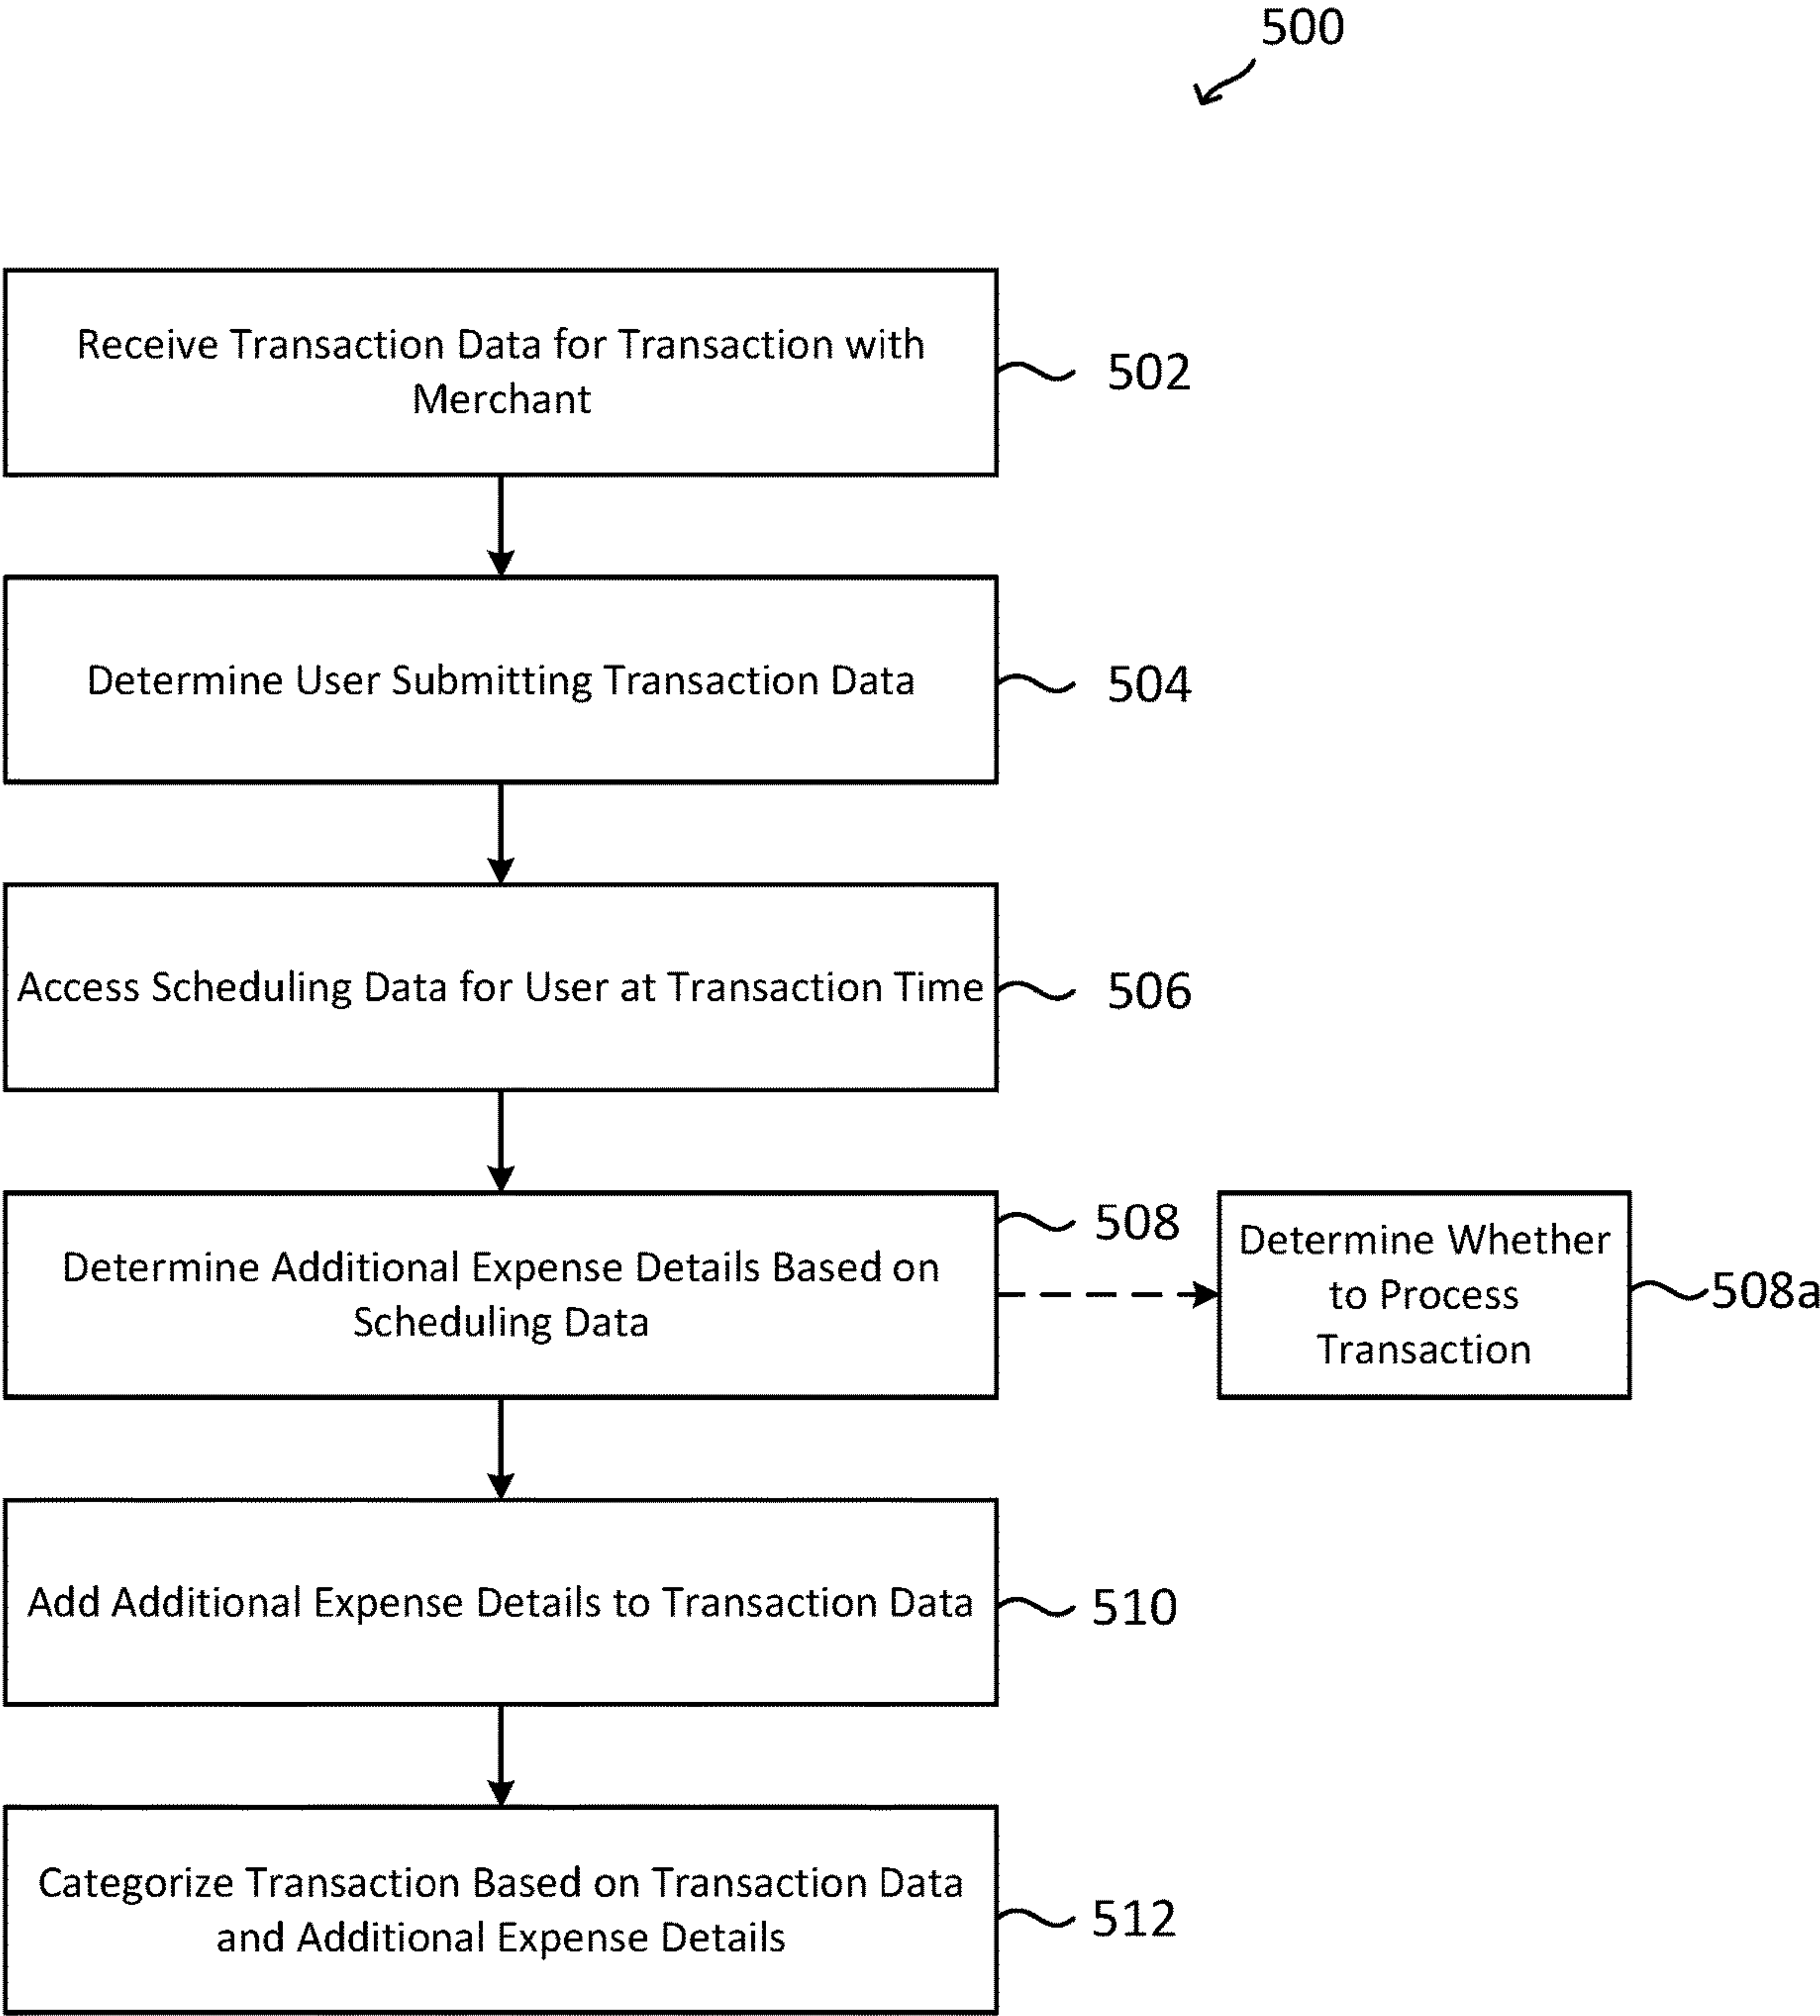 500
Receive Transaction Data for Transaction with
Merchant
502
Determine User Submitting Transaction Data
504
Access Scheduling Data for User at Transaction Time
506
Determine Additional Expense Details Based on
Scheduling Data
508
Determine Whether
to Process
Transaction
508a
Add Additional Expense Details to Transaction Data
510
Categorize Transaction Based on Transaction Data
and Additional Expense Details
512